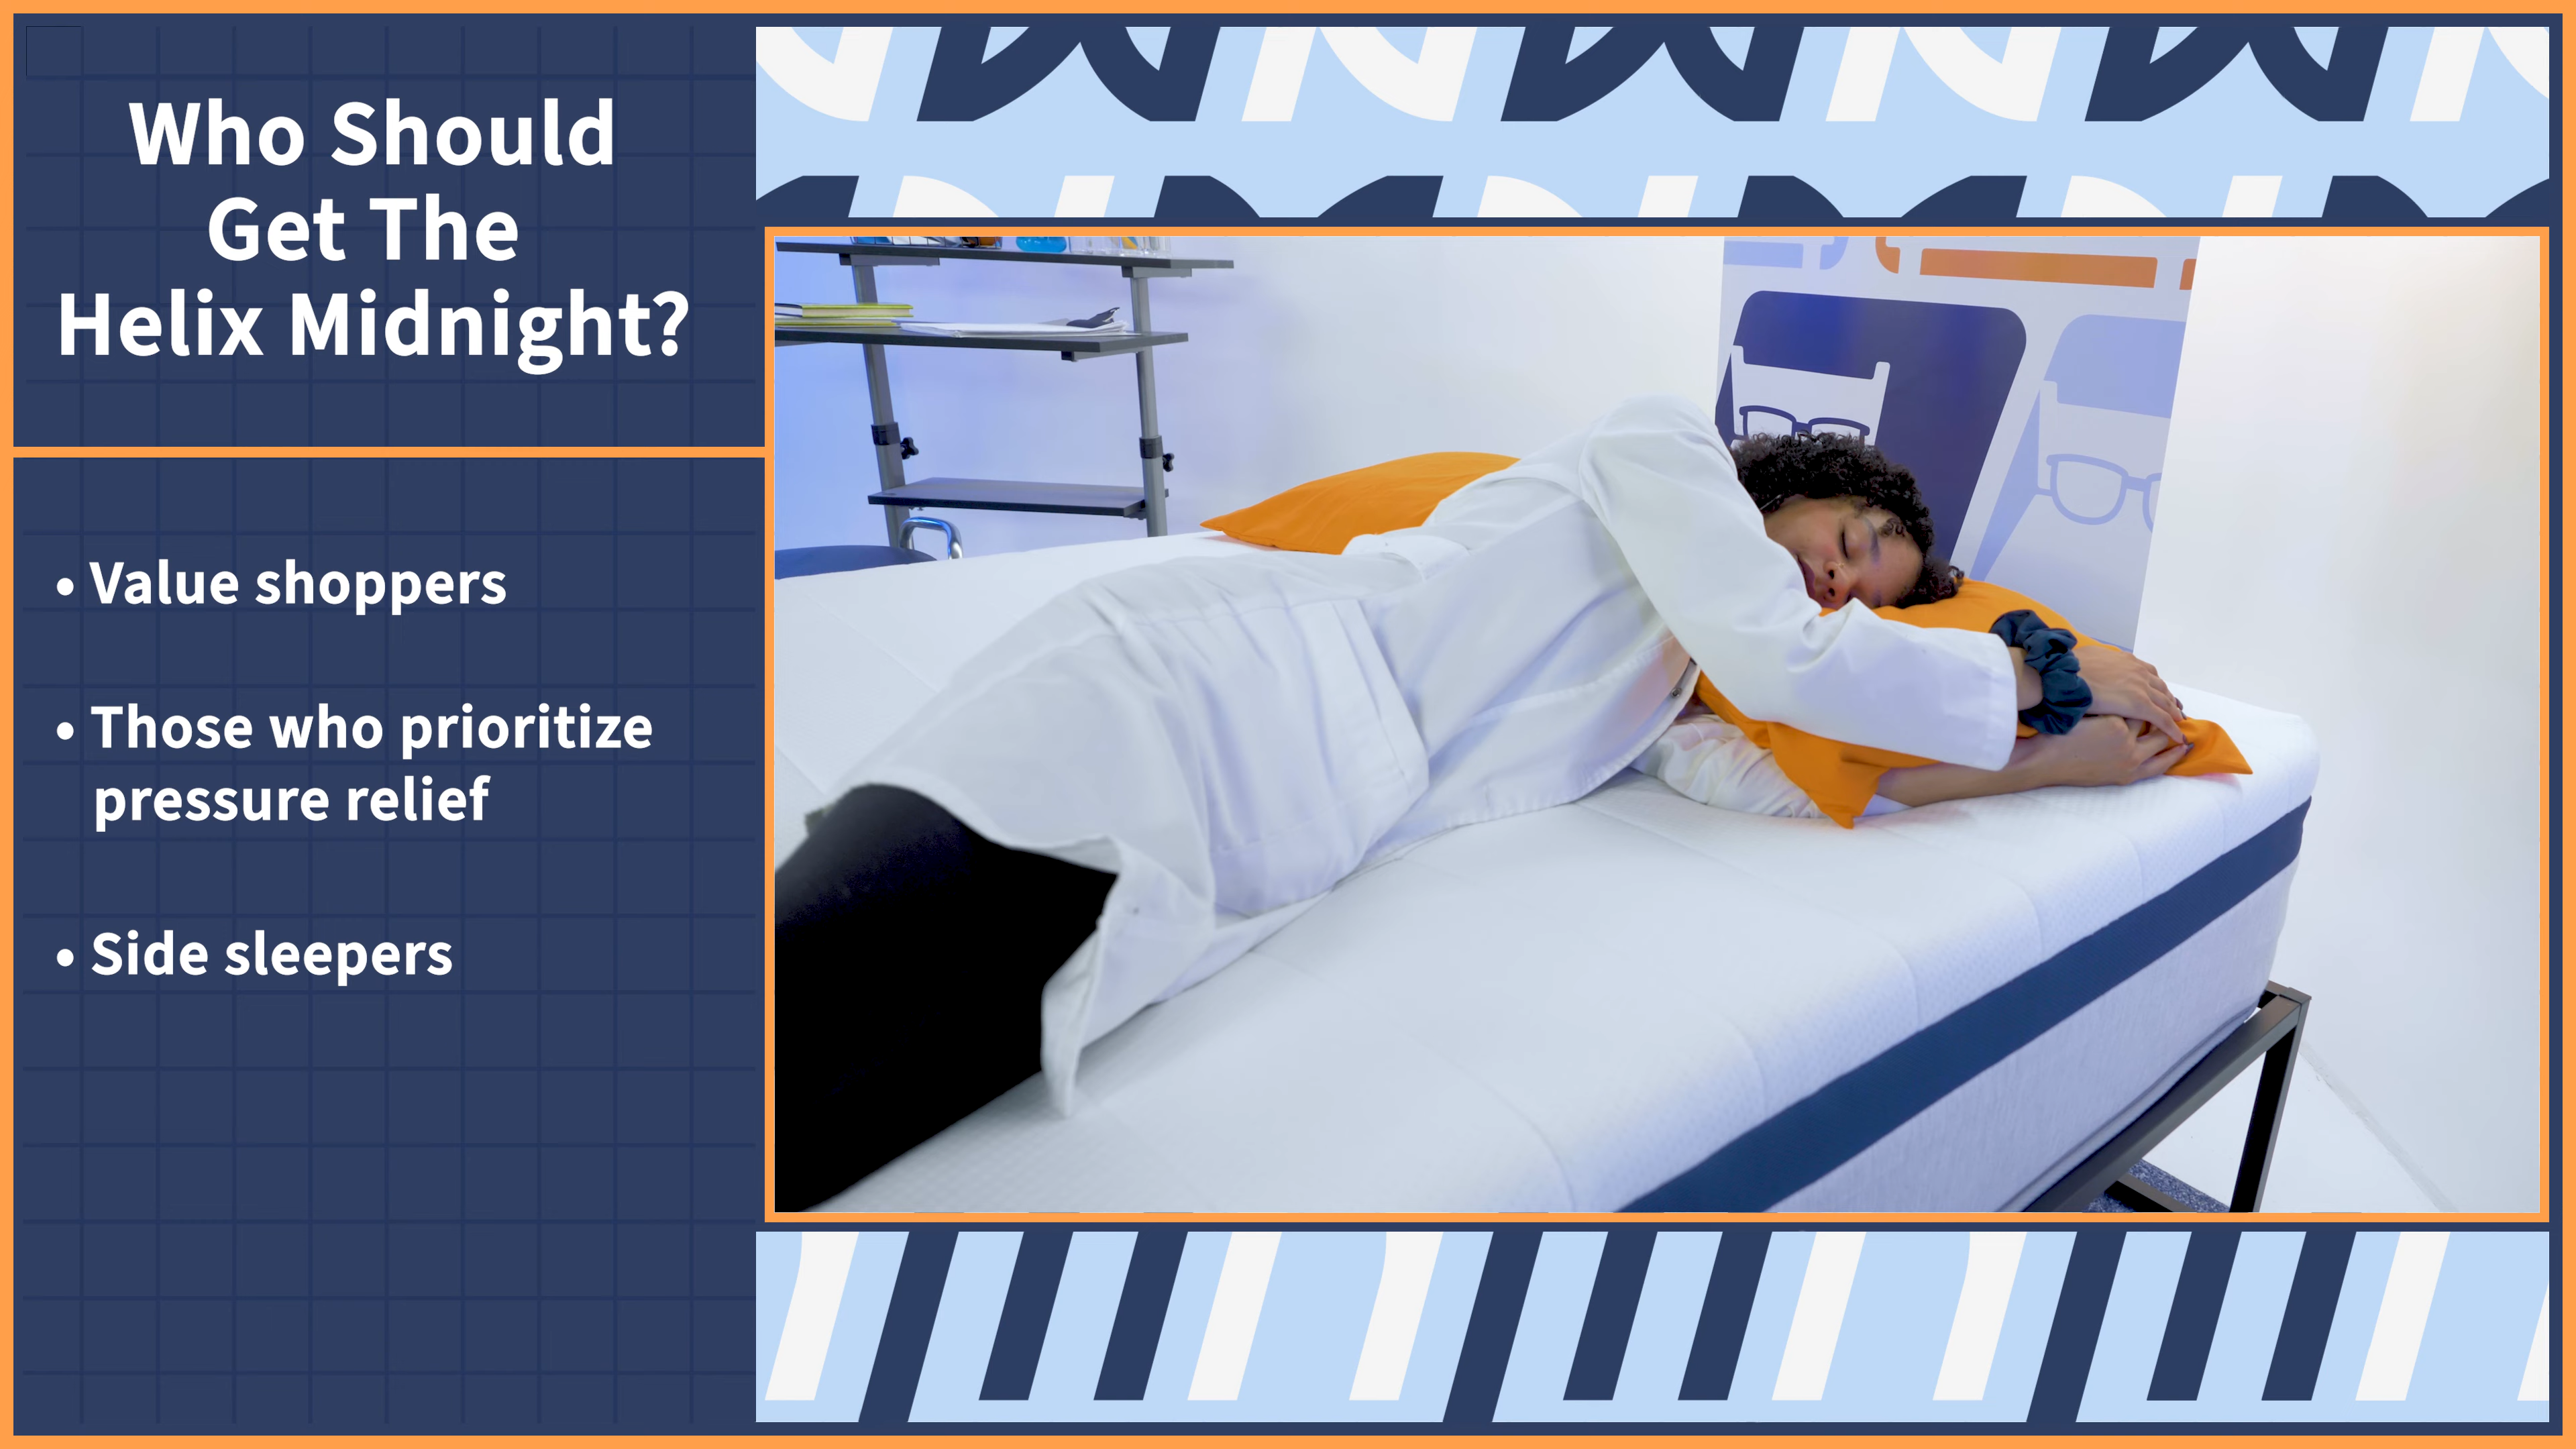 Who Should
Get The
Helix Midnight?
• Value shoppers
• Those who prioritize
pressure relief
• Side sleepers